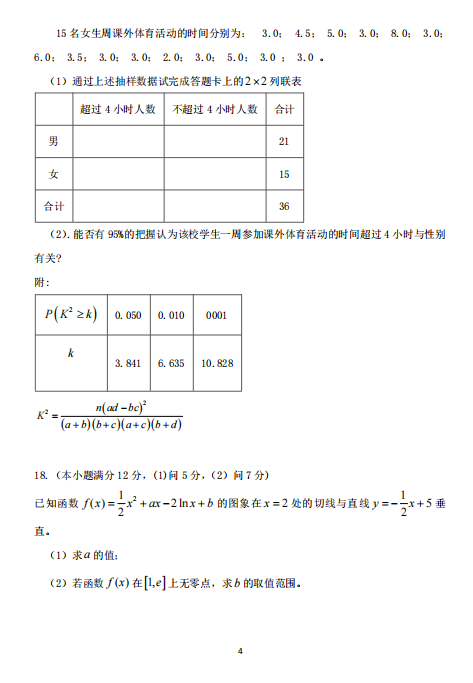 15 名女生周课外体育活动的时间分别为： 3.0； 4.5； 5.0； 3.0； 8.0； 3.0；
6.0； 3.5； 3.0； 3.0； 2.0； 3.0； 5.0； 3.0 ； 3.0 。
（1）通过上述抽样数据试完成答题卡上的 2×2 列联表
超过 4 小时人数 不超过 4 小时人数 合计
男 21
女 15
合计 36
（2）.能否有 95%的把握认为该校学生一周参加课外体育活动的时间超过 4 小时与性别
有关?
附:
P(K² ≥ k) 0.050 0.010 0001
k 3.841 6.635 10.828
K² = n(ad − bc)² / (a+b)(b+c)(a+c)(b+d)
18.（本小题满分 12 分，(1)问 5 分，（2）问 7 分)
已知函数 f(x) = 1/2 x² + ax − 2ln x + b 的图象在 x = 2 处的切线与直线 y = − 1/2 x + 5 垂
直。
（1）求 a 的值;
（2）若函数 f(x) 在 [1,e] 上无零点，求 b 的取值范围。
4